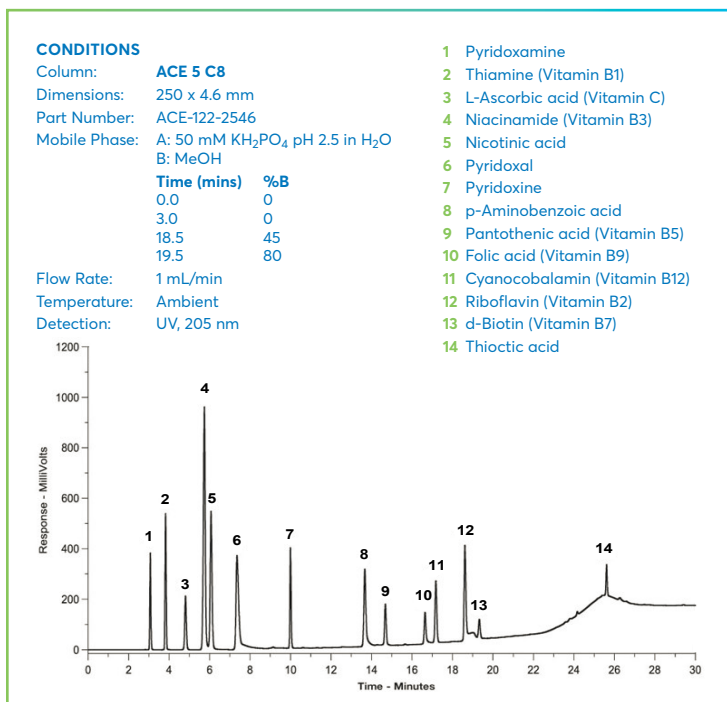 CONDITIONS
Column: ACE 5 C8
Dimensions: 250 x 4.6 mm
Part Number: ACE-122-2546
Mobile Phase: A: 50 mM KH₂PO₄ pH 2.5 in H₂O
B: MeOH
Time (mins) %B
0.0 0
3.0 0
18.5 45
19.5 80
Flow Rate: 1 mL/min
Temperature: Ambient
Detection: UV, 205 nm
1 Pyridoxamine
2 Thiamine (Vitamin B1)
3 L-Ascorbic acid (Vitamin C)
4 Niacinamide (Vitamin B3)
5 Nicotinic acid
6 Pyridoxal
7 Pyridoxine
8 p-Aminobenzoic acid
9 Pantothenic acid (Vitamin B5)
10 Folic acid (Vitamin B9)
11 Cyanocobalamin (Vitamin B12)
12 Riboflavin (Vitamin B2)
13 d-Biotin (Vitamin B7)
14 Thioctic acid
Response - MilliVolts
1200
1000
800
600
400
200
0
1
2
3
4
5
6
7
8
9
10
11
12
13
14
0 2 4 6 8 10 12 14 16 18 20 22 24 26 28 30
Time - Minutes